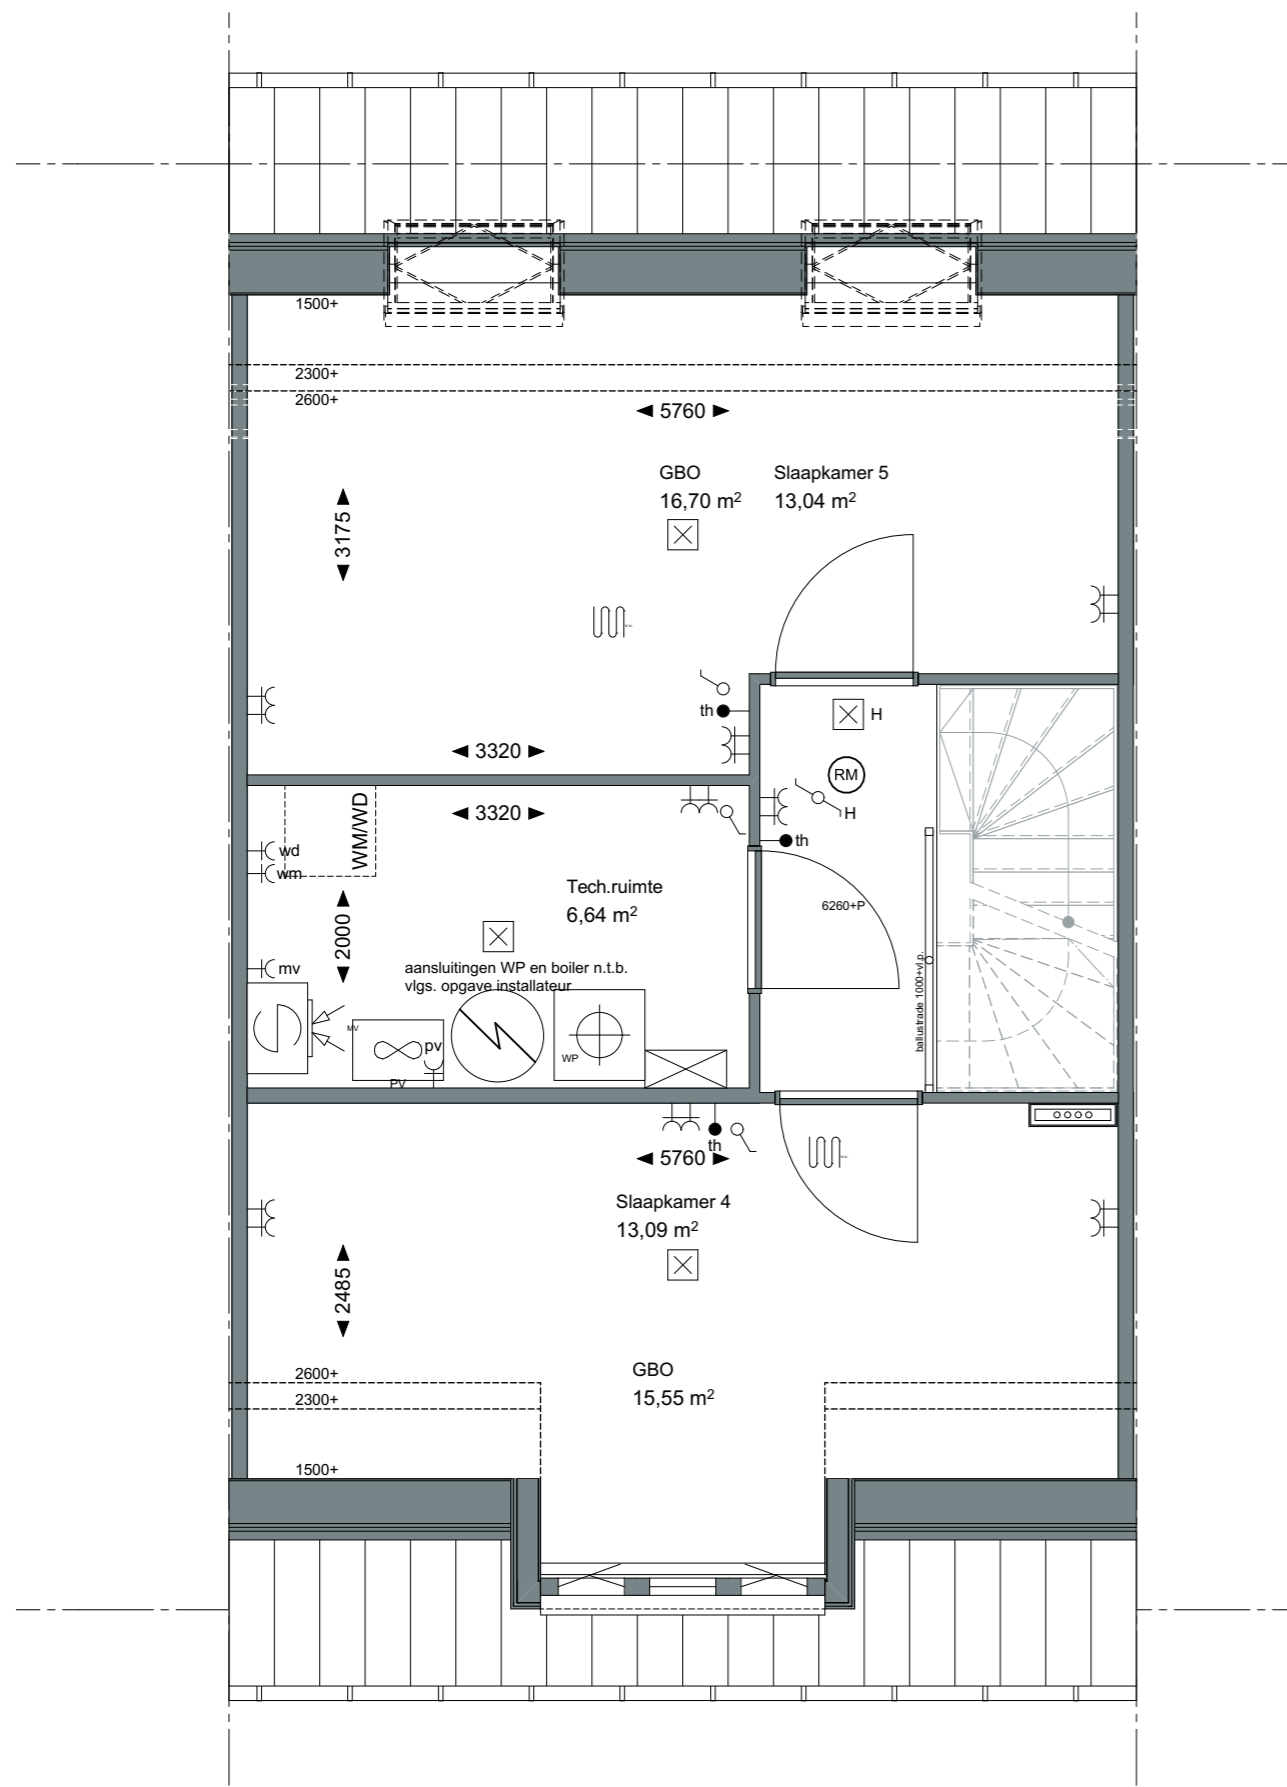 1500+
2300+
2600+
5760
GBO
16,70 m²
Slaapkamer 5
13,04 m²
3175
th
H
3320
RM
WM/WD
3320
H
wd
wm
th
Tech.ruimte
6,64 m²
6260+P
2000
mv
aansluitingen WP en boiler n.t.b.
vlgs. opgave installateur
ballustrade 1000+vl.p.
MV
pv
WP
PV
th
5760
Slaapkamer 4
13,09 m²
2485
GBO
15,55 m²
2600+
2300+
1500+